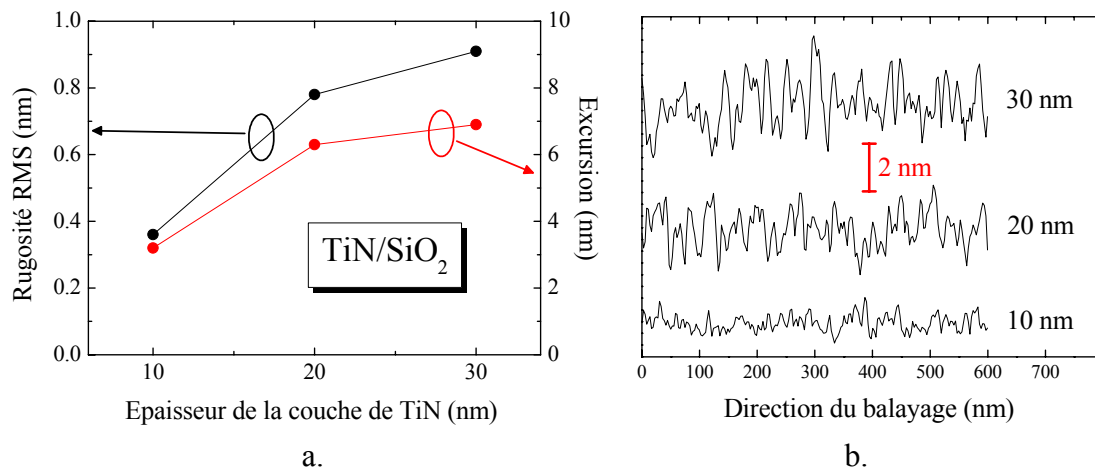 1.0
0.8
0.6
0.4
0.2
0.0
Rugosité RMS (nm)
10
8
6
4
2
0
Excursion (nm)
TiN/SiO₂
10 20 30
Epaisseur de la couche de TiN (nm)
a.
30 nm
2 nm
20 nm
10 nm
0 100 200 300 400 500 600 700
Direction du balayage (nm)
b.